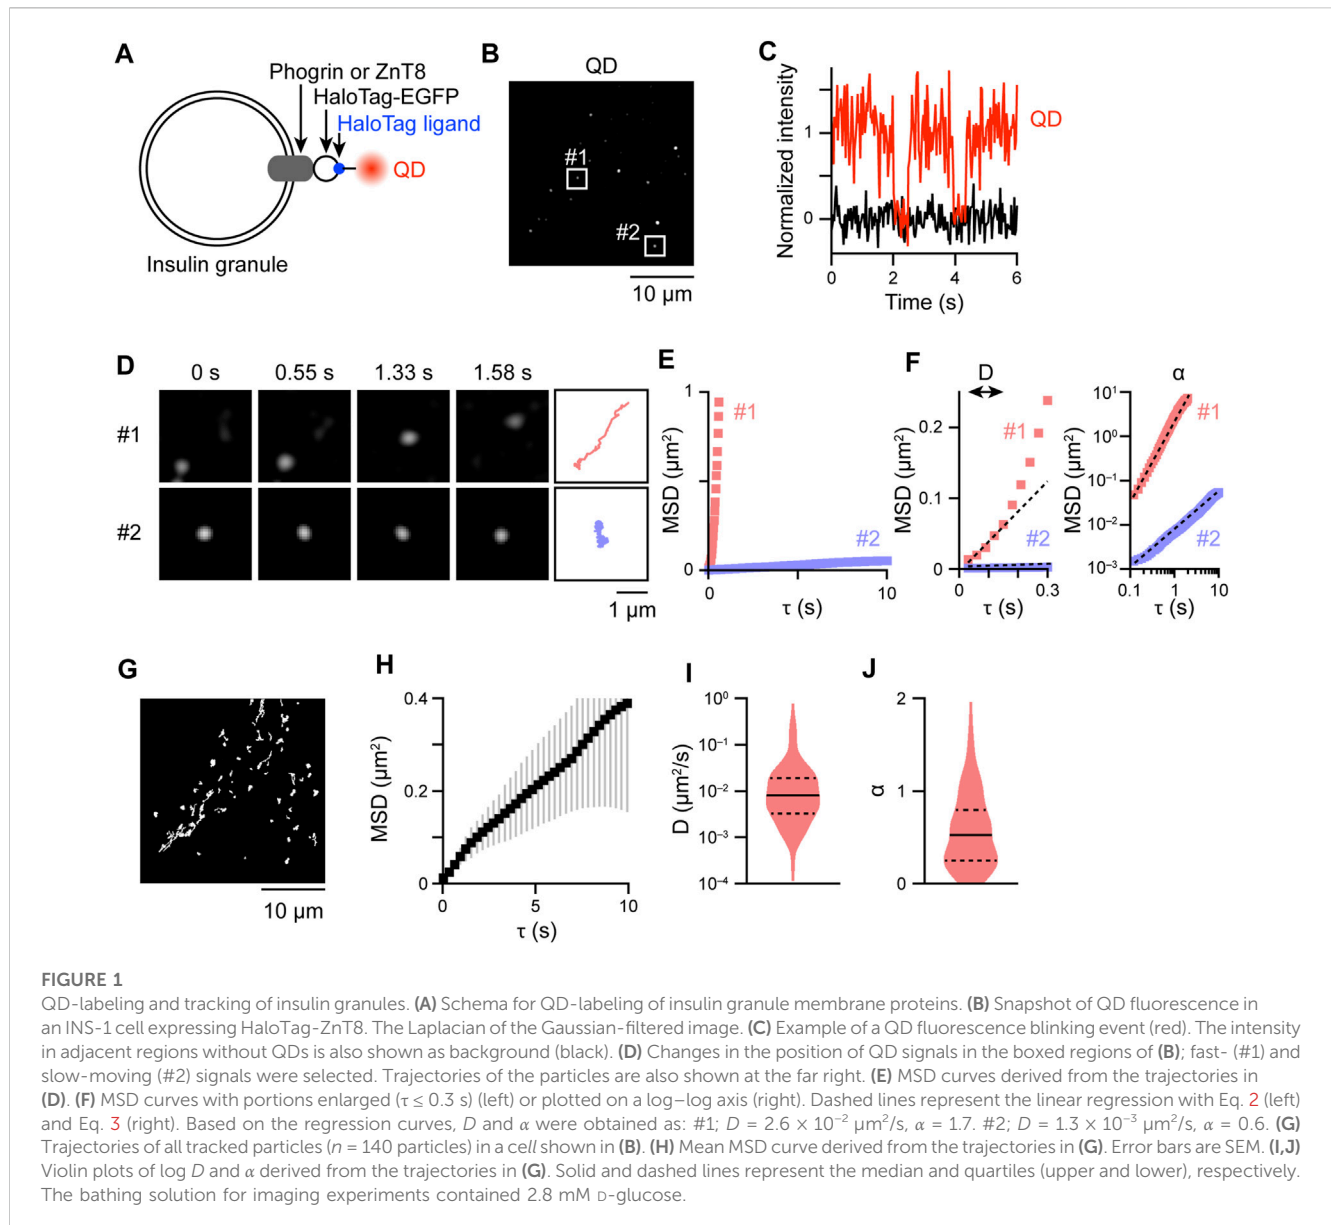 A
Phogrin or ZnT8
HaloTag-EGFP
HaloTag ligand
QD
Insulin granule
B
QD
#1
#2
10 μm
C
Normalized intensity
1
0
QD
0 2 4 6
Time (s)
D
0 s 0.55 s 1.33 s 1.58 s
#1
#2
1 μm
E
MSD (μm²)
1
0
#1
#2
0 10
τ (s)
F
D
MSD (μm²)
0.2
0.1
0
#1
#2
0 0.3
τ (s)
α
MSD (μm²)
10¹
10⁰
10⁻¹
10⁻²
10⁻³
#1
#2
0.1 1 10
τ (s)
G
10 μm
H
MSD (μm²)
0.4
0.2
0
0 5 10
τ (s)
I
D (μm²/s)
10⁰
10⁻¹
10⁻²
10⁻³
10⁻⁴
J
α
2
1
0
FIGURE 1
QD-labeling and tracking of insulin granules. (A) Schema for QD-labeling of insulin granule membrane proteins. (B) Snapshot of QD fluorescence in
an INS-1 cell expressing HaloTag-ZnT8. The Laplacian of the Gaussian-filtered image. (C) Example of a QD fluorescence blinking event (red). The intensity
in adjacent regions without QDs is also shown as background (black). (D) Changes in the position of QD signals in the boxed regions of (B); fast- (#1) and
slow-moving (#2) signals were selected. Trajectories of the particles are also shown at the far right. (E) MSD curves derived from the trajectories in
(D). (F) MSD curves with portions enlarged (τ ≤ 0.3 s) (left) or plotted on a log–log axis (right). Dashed lines represent the linear regression with Eq. 2 (left)
and Eq. 3 (right). Based on the regression curves, D and α were obtained as: #1; D = 2.6 × 10⁻² μm²/s, α = 1.7. #2; D = 1.3 × 10⁻³ μm²/s, α = 0.6. (G)
Trajectories of all tracked particles (n = 140 particles) in a cell shown in (B). (H) Mean MSD curve derived from the trajectories in (G). Error bars are SEM. (I,J)
Violin plots of log D and α derived from the trajectories in (G). Solid and dashed lines represent the median and quartiles (upper and lower), respectively.
The bathing solution for imaging experiments contained 2.8 mM D-glucose.